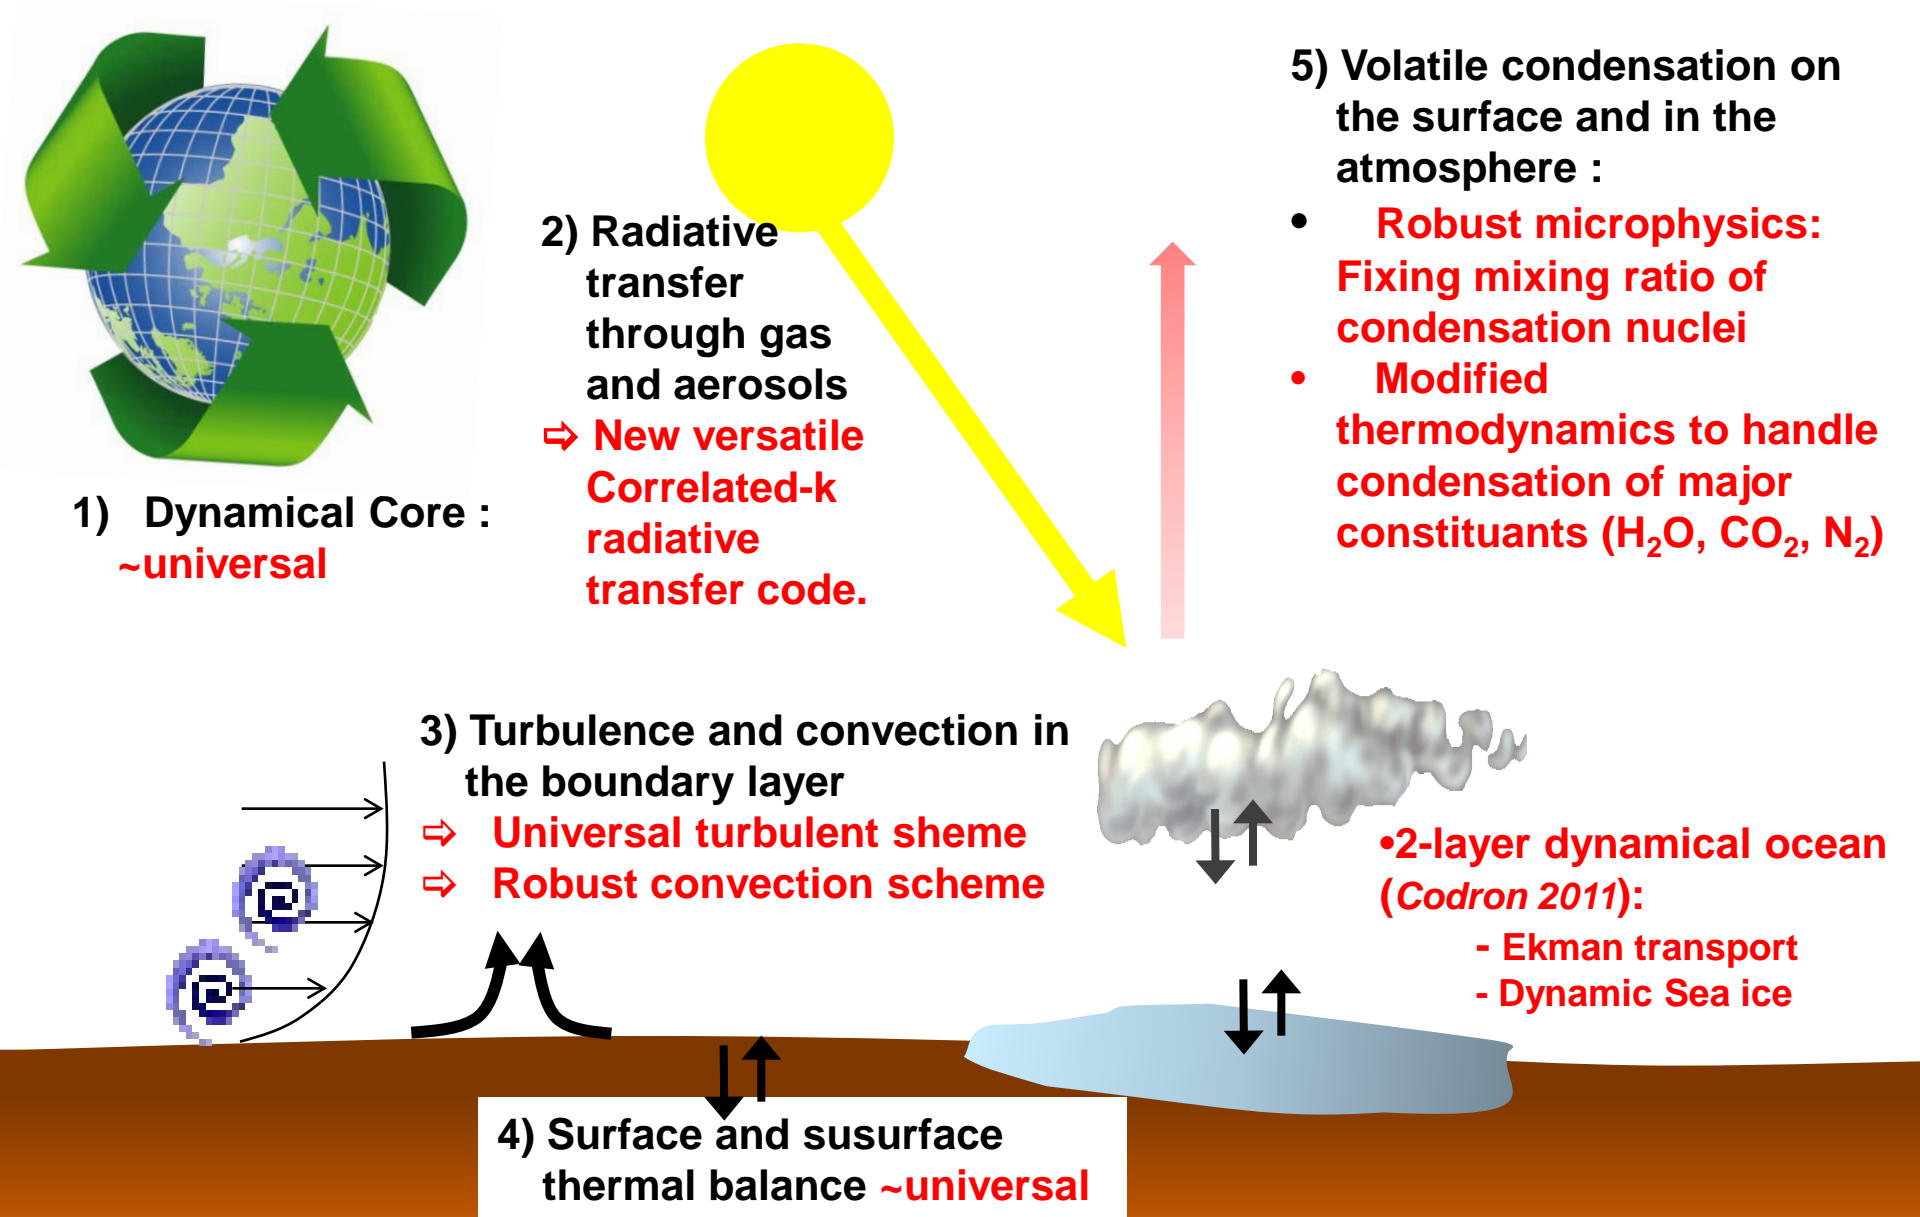 1) Dynamical Core :
~universal
2) Radiative
transfer
through gas
and aerosols
⇨ New versatile
Correlated-k
radiative
transfer code.
5) Volatile condensation on
the surface and in the
atmosphere :
• Robust microphysics:
Fixing mixing ratio of
condensation nuclei
• Modified
thermodynamics to handle
condensation of major
constituants (H₂O, CO₂, N₂)
3) Turbulence and convection in
the boundary layer
⇨ Universal turbulent sheme
⇨ Robust convection scheme
•2-layer dynamical ocean
(Codron 2011):
- Ekman transport
- Dynamic Sea ice
4) Surface and susurface
thermal balance ~universal